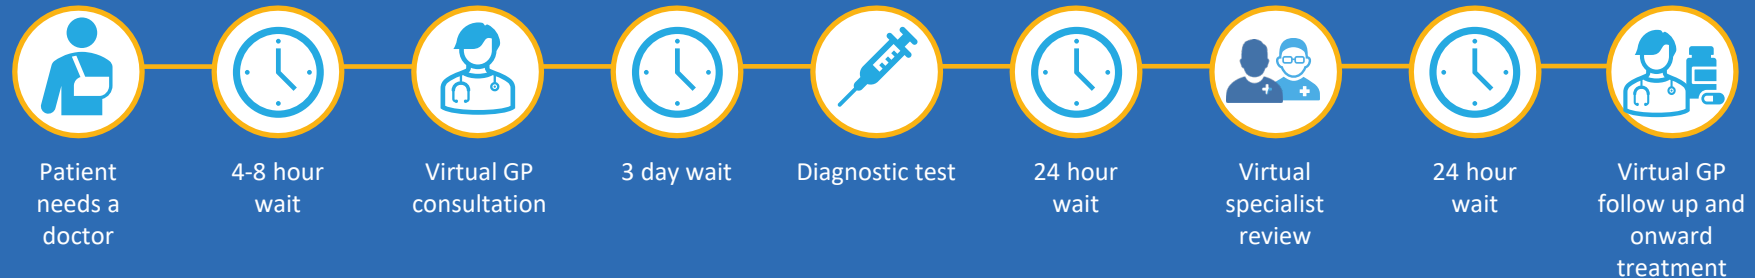 Patient
needs a
doctor
4-8 hour
wait
Virtual GP
consultation
3 day wait
Diagnostic test
24 hour
wait
Virtual
specialist
review
24 hour
wait
Virtual GP
follow up and
onward
treatment